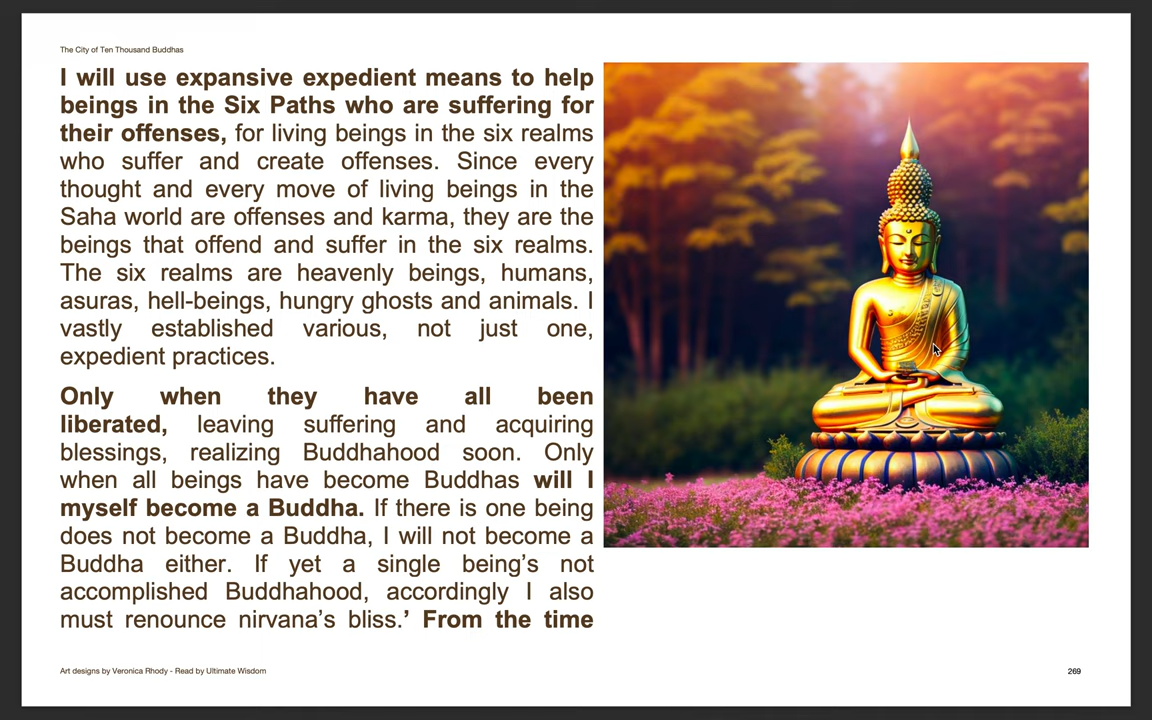 The City of Ten Thousand Buddhas
I will use expansive expedient means to help
beings in the Six Paths who are suffering for
their offenses, for living beings in the six realms
who suffer and create offenses. Since every
thought and every move of living beings in the
Saha world are offenses and karma, they are the
beings that offend and suffer in the six realms.
The six realms are heavenly beings, humans,
asuras, hell-beings, hungry ghosts and animals. I
vastly established various, not just one,
expedient practices.
Only when they have all been
liberated, leaving suffering and acquiring
blessings, realizing Buddhahood soon. Only
when all beings have become Buddhas will I
myself become a Buddha. If there is one being
does not become a Buddha, I will not become a
Buddha either. If yet a single being’s not
accomplished Buddhahood, accordingly I also
must renounce nirvana’s bliss.’ From the time
Art designs by Veronica Rhody - Read by Ultimate Wisdom
269